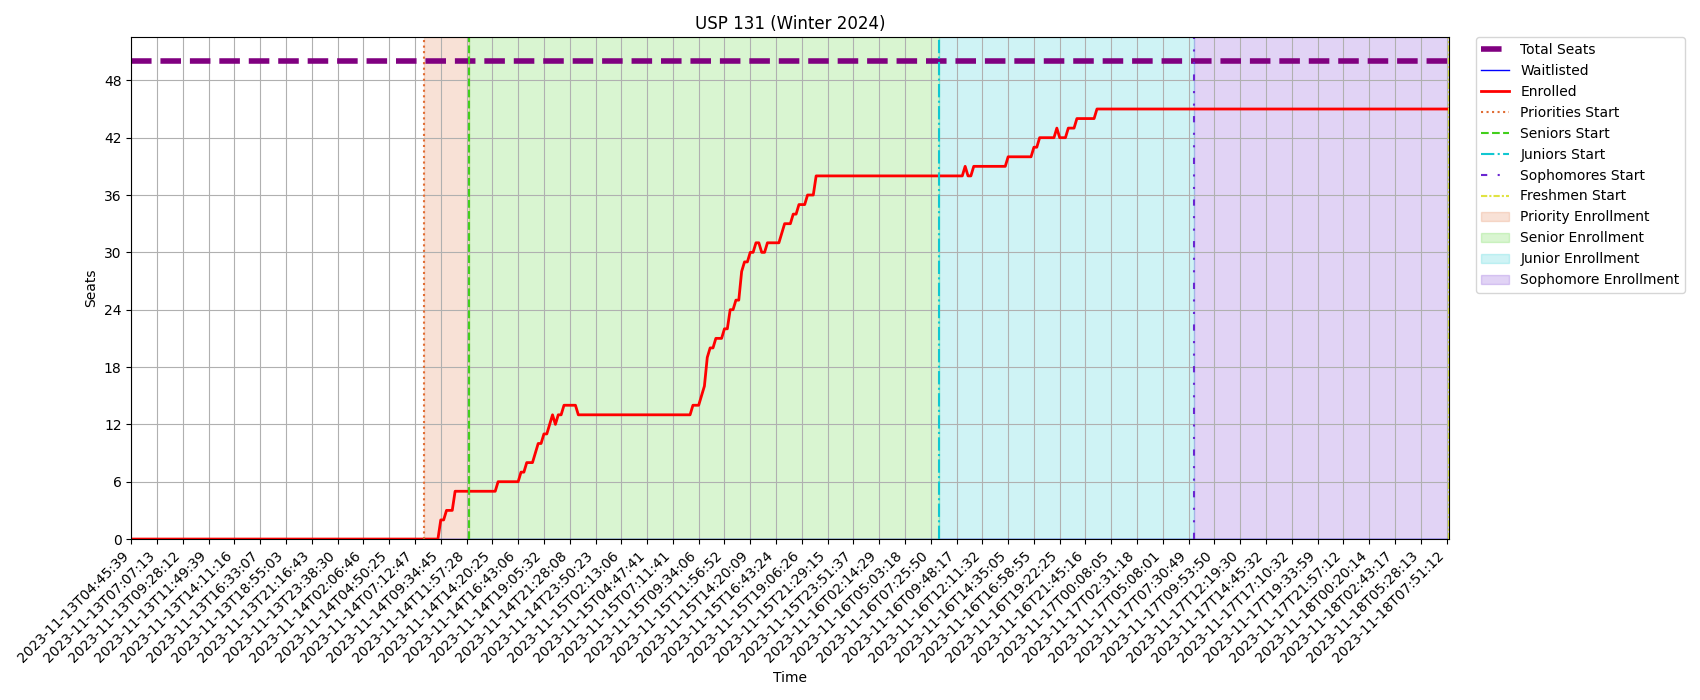 USP 131 (Winter 2024)
Total Seats
Waitlisted
Enrolled
Priorities Start
Seniors Start
Juniors Start
Sophomores Start
Freshmen Start
Priority Enrollment
Senior Enrollment
Junior Enrollment
Sophomore Enrollment
Seats
48
42
36
30
24
18
12
6
0
2023-11-13T04:45:39
2023-11-13T07:07:13
2023-11-13T09:28:12
2023-11-13T11:49:39
2023-11-13T14:11:16
2023-11-13T16:33:07
2023-11-13T18:55:03
2023-11-13T21:16:43
2023-11-13T23:38:30
2023-11-14T02:06:46
2023-11-14T04:50:25
2023-11-14T07:12:47
2023-11-14T09:34:45
2023-11-14T11:57:28
2023-11-14T14:20:25
2023-11-14T16:43:06
2023-11-14T19:05:32
2023-11-14T21:28:08
2023-11-14T23:50:23
2023-11-15T02:13:06
2023-11-15T04:47:41
2023-11-15T07:11:41
2023-11-15T09:34:06
2023-11-15T11:56:52
2023-11-15T14:20:09
2023-11-15T16:43:24
2023-11-15T19:06:26
2023-11-15T21:29:15
2023-11-15T23:51:37
2023-11-16T02:14:29
2023-11-16T05:03:18
2023-11-16T07:25:50
2023-11-16T09:48:17
2023-11-16T12:11:32
2023-11-16T14:35:05
2023-11-16T16:58:55
2023-11-16T19:22:25
2023-11-16T21:45:16
2023-11-17T00:08:05
2023-11-17T02:31:18
2023-11-17T05:08:01
2023-11-17T07:30:49
2023-11-17T09:53:50
2023-11-17T12:19:30
2023-11-17T14:45:32
2023-11-17T17:10:32
2023-11-17T19:33:59
2023-11-17T21:57:12
2023-11-18T00:20:14
2023-11-18T02:43:17
2023-11-18T05:28:13
2023-11-18T07:51:12
Time